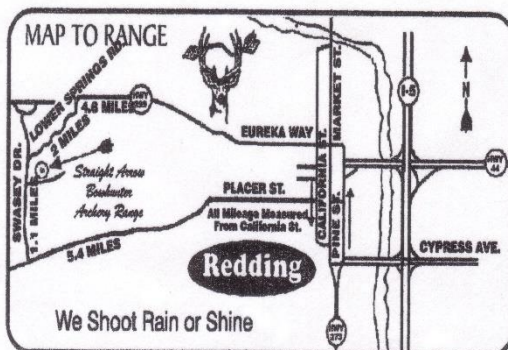 MAP TO RANGE
LOWER SPRINGS RD.
4.6 MILES
HWY 299
2 MILES
SWASEY DR.
1.1 MILES
Straight Arrow
Bowhunter
Archery Range
EUREKA WAY
PLACER ST.
All Mileage Measured
From California St.
5.4 MILES
CALIFORNIA ST.
MARKET ST.
PINE ST.
I-5
N
HWY
44
CYPRESS AVE.
Redding
HWY
273
We Shoot Rain or Shine